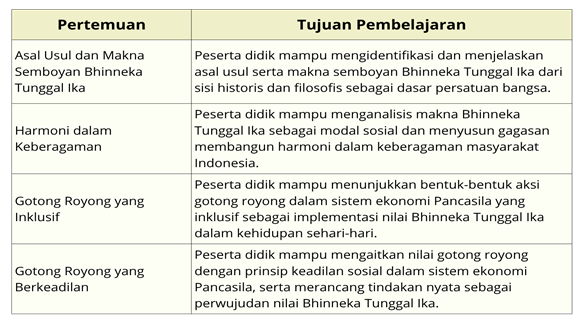 Pertemuan
Tujuan Pembelajaran
Asal Usul dan Makna
Semboyan Bhinneka
Tunggal Ika
Peserta didik mampu mengidentifikasi dan menjelaskan
asal usul serta makna semboyan Bhinneka Tunggal Ika dari
sisi historis dan filosofis sebagai dasar persatuan bangsa.
Harmoni dalam
Keberagaman
Peserta didik mampu menganalisis makna Bhinneka
Tunggal Ika sebagai modal sosial dan menyusun gagasan
membangun harmoni dalam keberagaman masyarakat
Indonesia.
Gotong Royong yang
Inklusif
Peserta didik mampu menunjukkan bentuk-bentuk aksi
gotong royong dalam sistem ekonomi Pancasila yang
inklusif sebagai implementasi nilai Bhinneka Tunggal Ika
dalam kehidupan sehari-hari.
Gotong Royong yang
Berkeadilan
Peserta didik mampu mengaitkan nilai gotong royong
dengan prinsip keadilan sosial dalam sistem ekonomi
Pancasila, serta merancang tindakan nyata sebagai
perwujudan nilai Bhinneka Tunggal Ika.